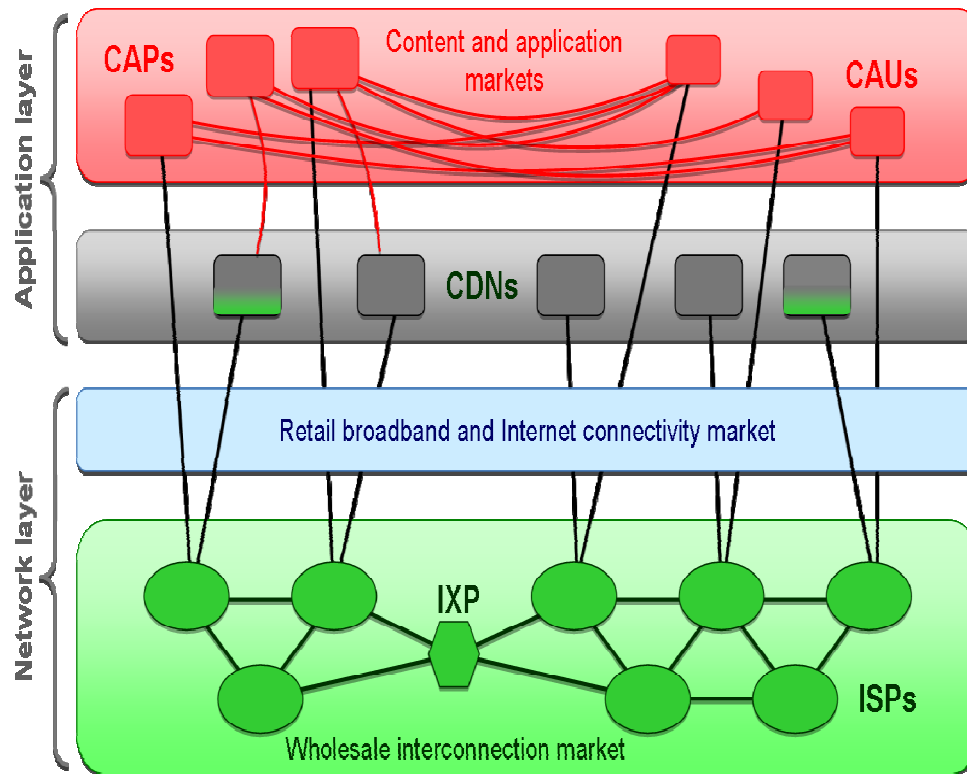 Application layer
CAPs
Content and application
markets
CAUs
CDNs
Network layer
Retail broadband and Internet connectivity market
IXP
ISPs
Wholesale interconnection market